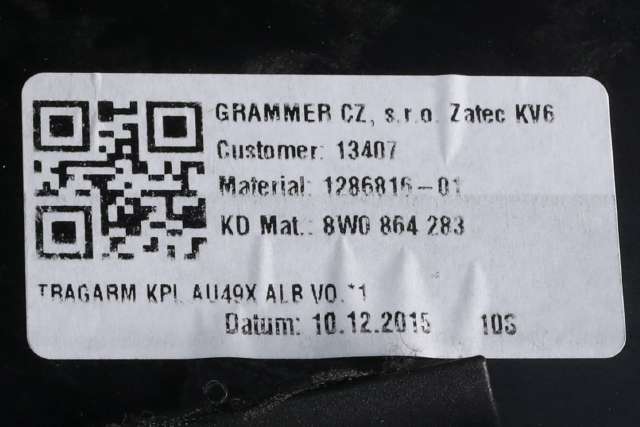 GRAMMER CZ, s.r.o. Zatec KV6
Customer: 13407
Material: 1286816-01
KD Mat.: 8W0 864 283
TRAGARM KPL AU49X ALB VO.*1
Datum: 10.12.2015 10S